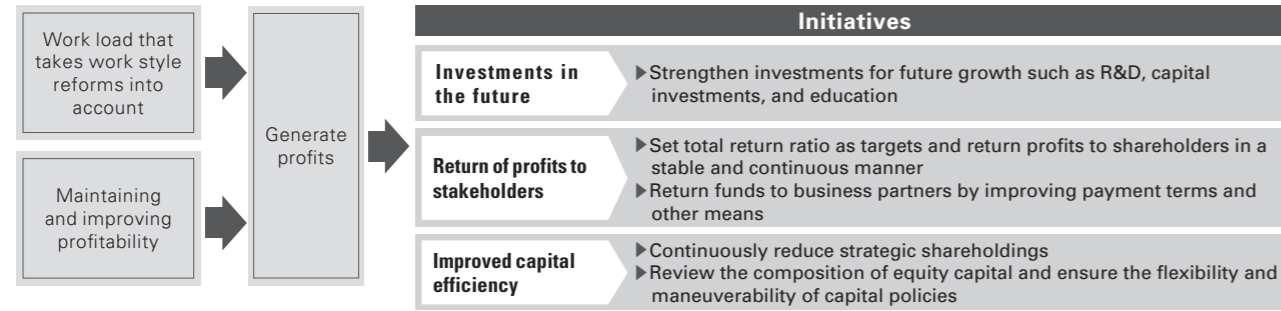 Work load that
takes work style
reforms into
account
Maintaining
and improving
profitability
Generate
profits
Initiatives
Investments in
the future
▶Strengthen investments for future growth such as R&D, capital
investments, and education
Return of profits to
stakeholders
▶Set total return ratio as targets and return profits to shareholders in a
stable and continuous manner
▶Return funds to business partners by improving payment terms and
other means
Improved capital
efficiency
▶Continuously reduce strategic shareholdings
▶Review the composition of equity capital and ensure the flexibility and
maneuverability of capital policies